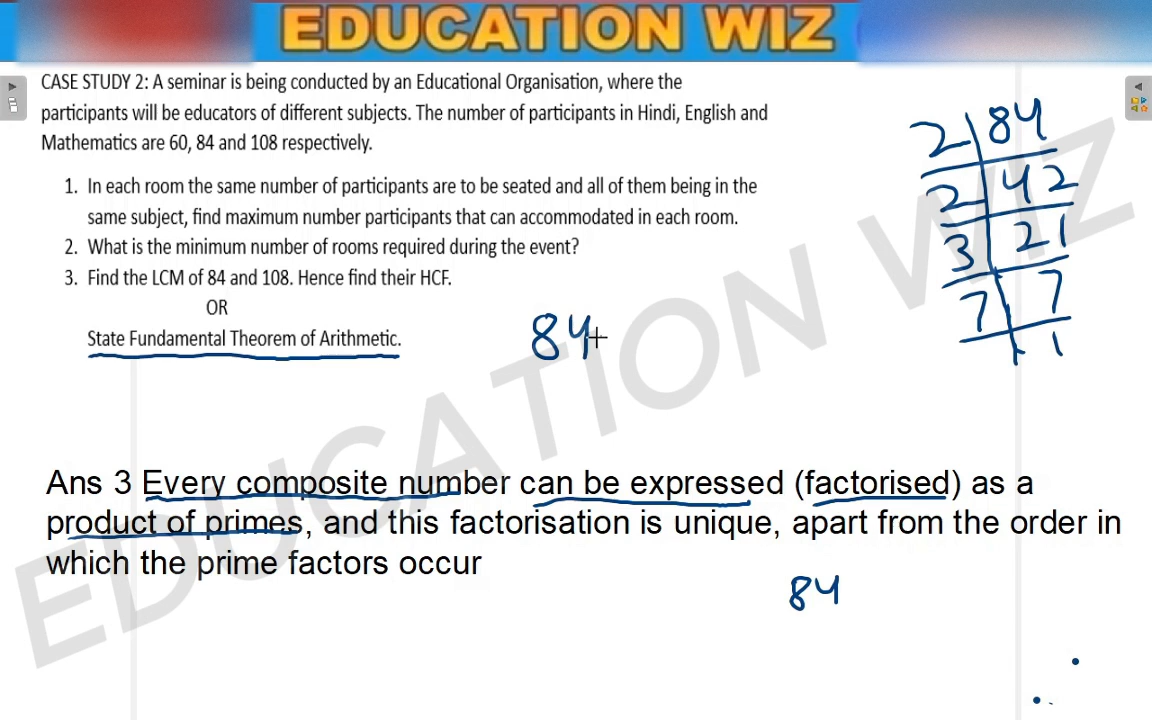 EDUCATION WIZ
CASE STUDY 2: A seminar is being conducted by an Educational Organisation, where the
participants will be educators of different subjects. The number of participants in Hindi, English and
Mathematics are 60, 84 and 108 respectively.
1. In each room the same number of participants are to be seated and all of them being in the
same subject, find maximum number participants that can accommodated in each room.
2. What is the minimum number of rooms required during the event?
3. Find the LCM of 84 and 108. Hence find their HCF.
OR
State Fundamental Theorem of Arithmetic.
84
2 84
2 42
3 21
7 7
1
Ans 3 Every composite number can be expressed (factorised) as a
product of primes, and this factorisation is unique, apart from the order in
which the prime factors occur
84
EDUCATION WIZ